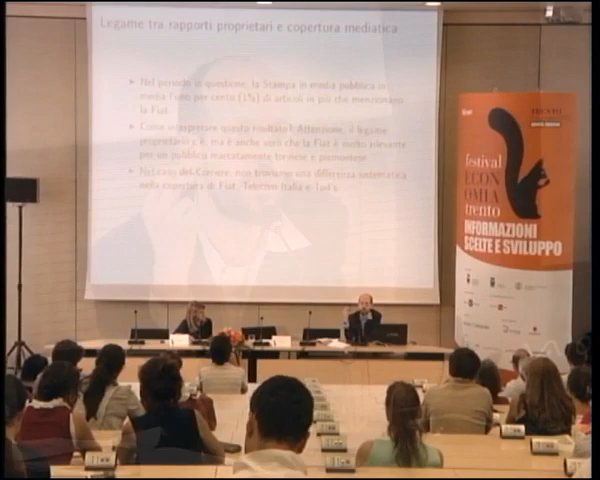 Legame tra rapporti proprietari e copertura mediatica
Nel periodo in questione, la Stampa in media pubblica in
media l'uno per cento (1%) di articoli in più che menzionano
la Fiat.
Come interpretare questo risultato? Attenzione, il legame
proprietario c'è, ma è anche vero che la Fiat è molto rilevante
per un pubblico marcatamente torinese e piemontese
Nel caso del Corriere, non troviamo una differenza sistematica
nella copertura di Fiat, Telecom Italia e
festival
ECON
OMIA
trento
INFORMAZIONI
SCELTE E SVILUPPO